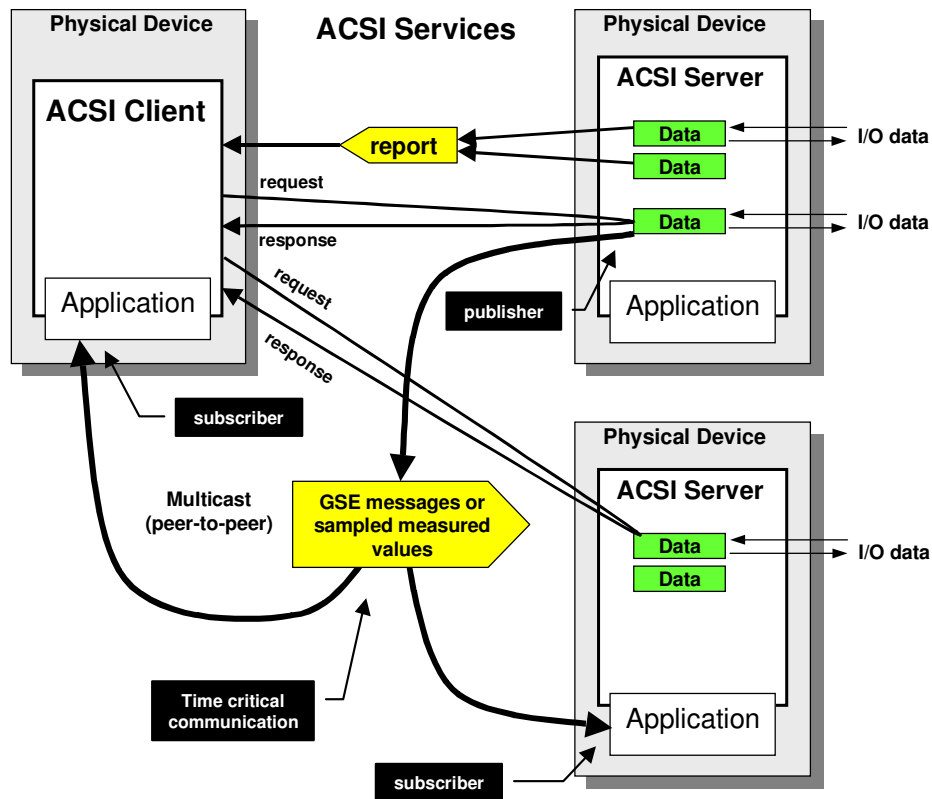 ACSI Services
Physical Device
ACSI Client
Application
Physical Device
ACSI Server
Data
Data
Data
Application
report
I/O data
I/O data
request
response
request
response
publisher
subscriber
Multicast
(peer-to-peer)
GSE messages or
sampled measured
values
Time critical
communication
Physical Device
ACSI Server
Data
Data
I/O data
Application
subscriber